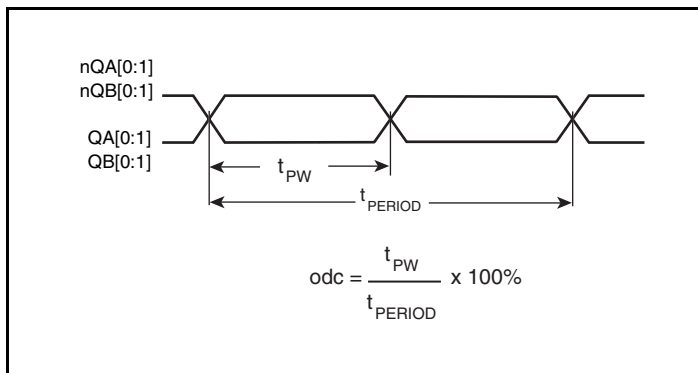 nQA[0:1]
nQB[0:1]
QA[0:1]
QB[0:1]
tPW
tPERIOD
odc = tPW / tPERIOD x 100%